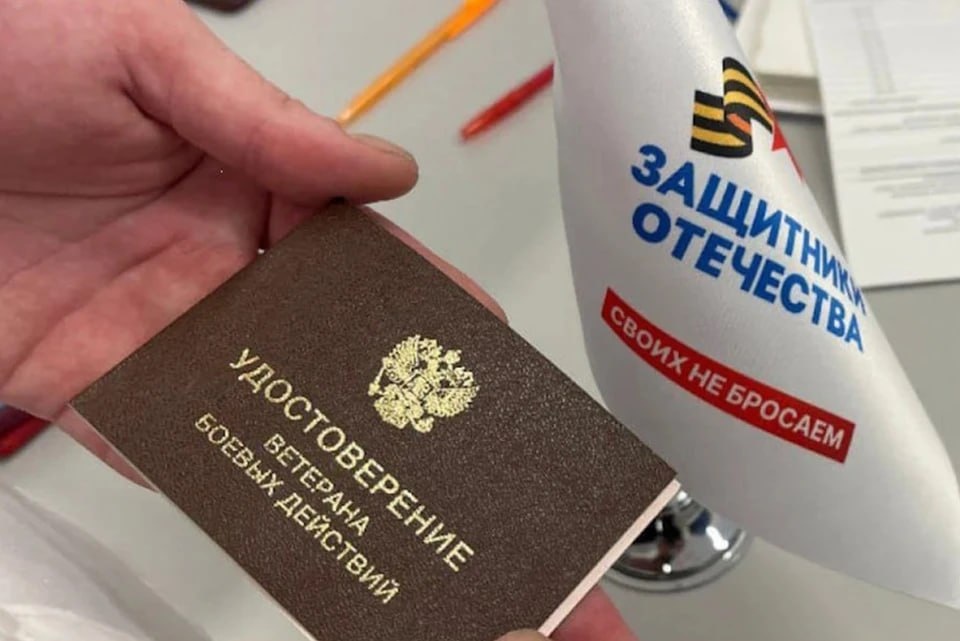 ЗАЩИТНИКИ
ОТЕЧЕСТВА
СВОИХ НЕ БРОСАЕМ
УДОСТОВЕРЕНИЕ
ВЕТЕРАНА
БОЕВЫХ ДЕЙСТВИЙ